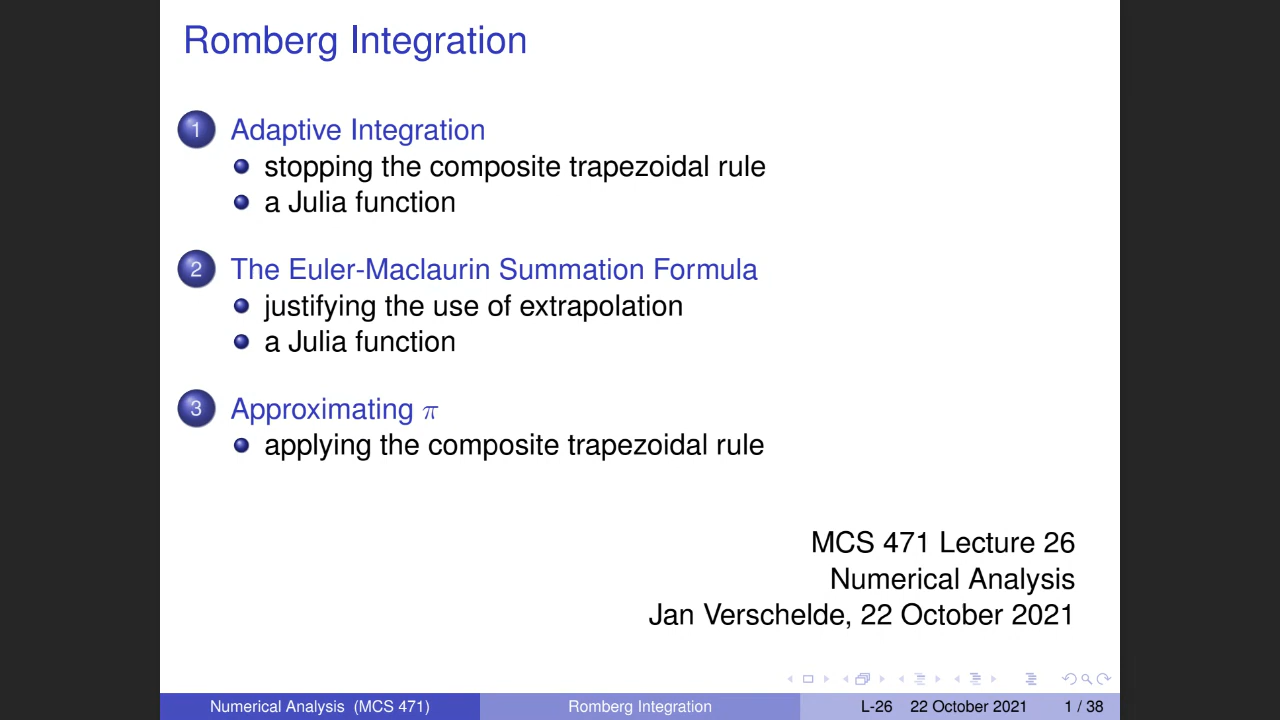 Romberg Integration
1 Adaptive Integration
stopping the composite trapezoidal rule
a Julia function
2 The Euler-Maclaurin Summation Formula
justifying the use of extrapolation
a Julia function
3 Approximating π
applying the composite trapezoidal rule
MCS 471 Lecture 26
Numerical Analysis
Jan Verschelde, 22 October 2021
Numerical Analysis (MCS 471) Romberg Integration L-26 22 October 2021 1 / 38